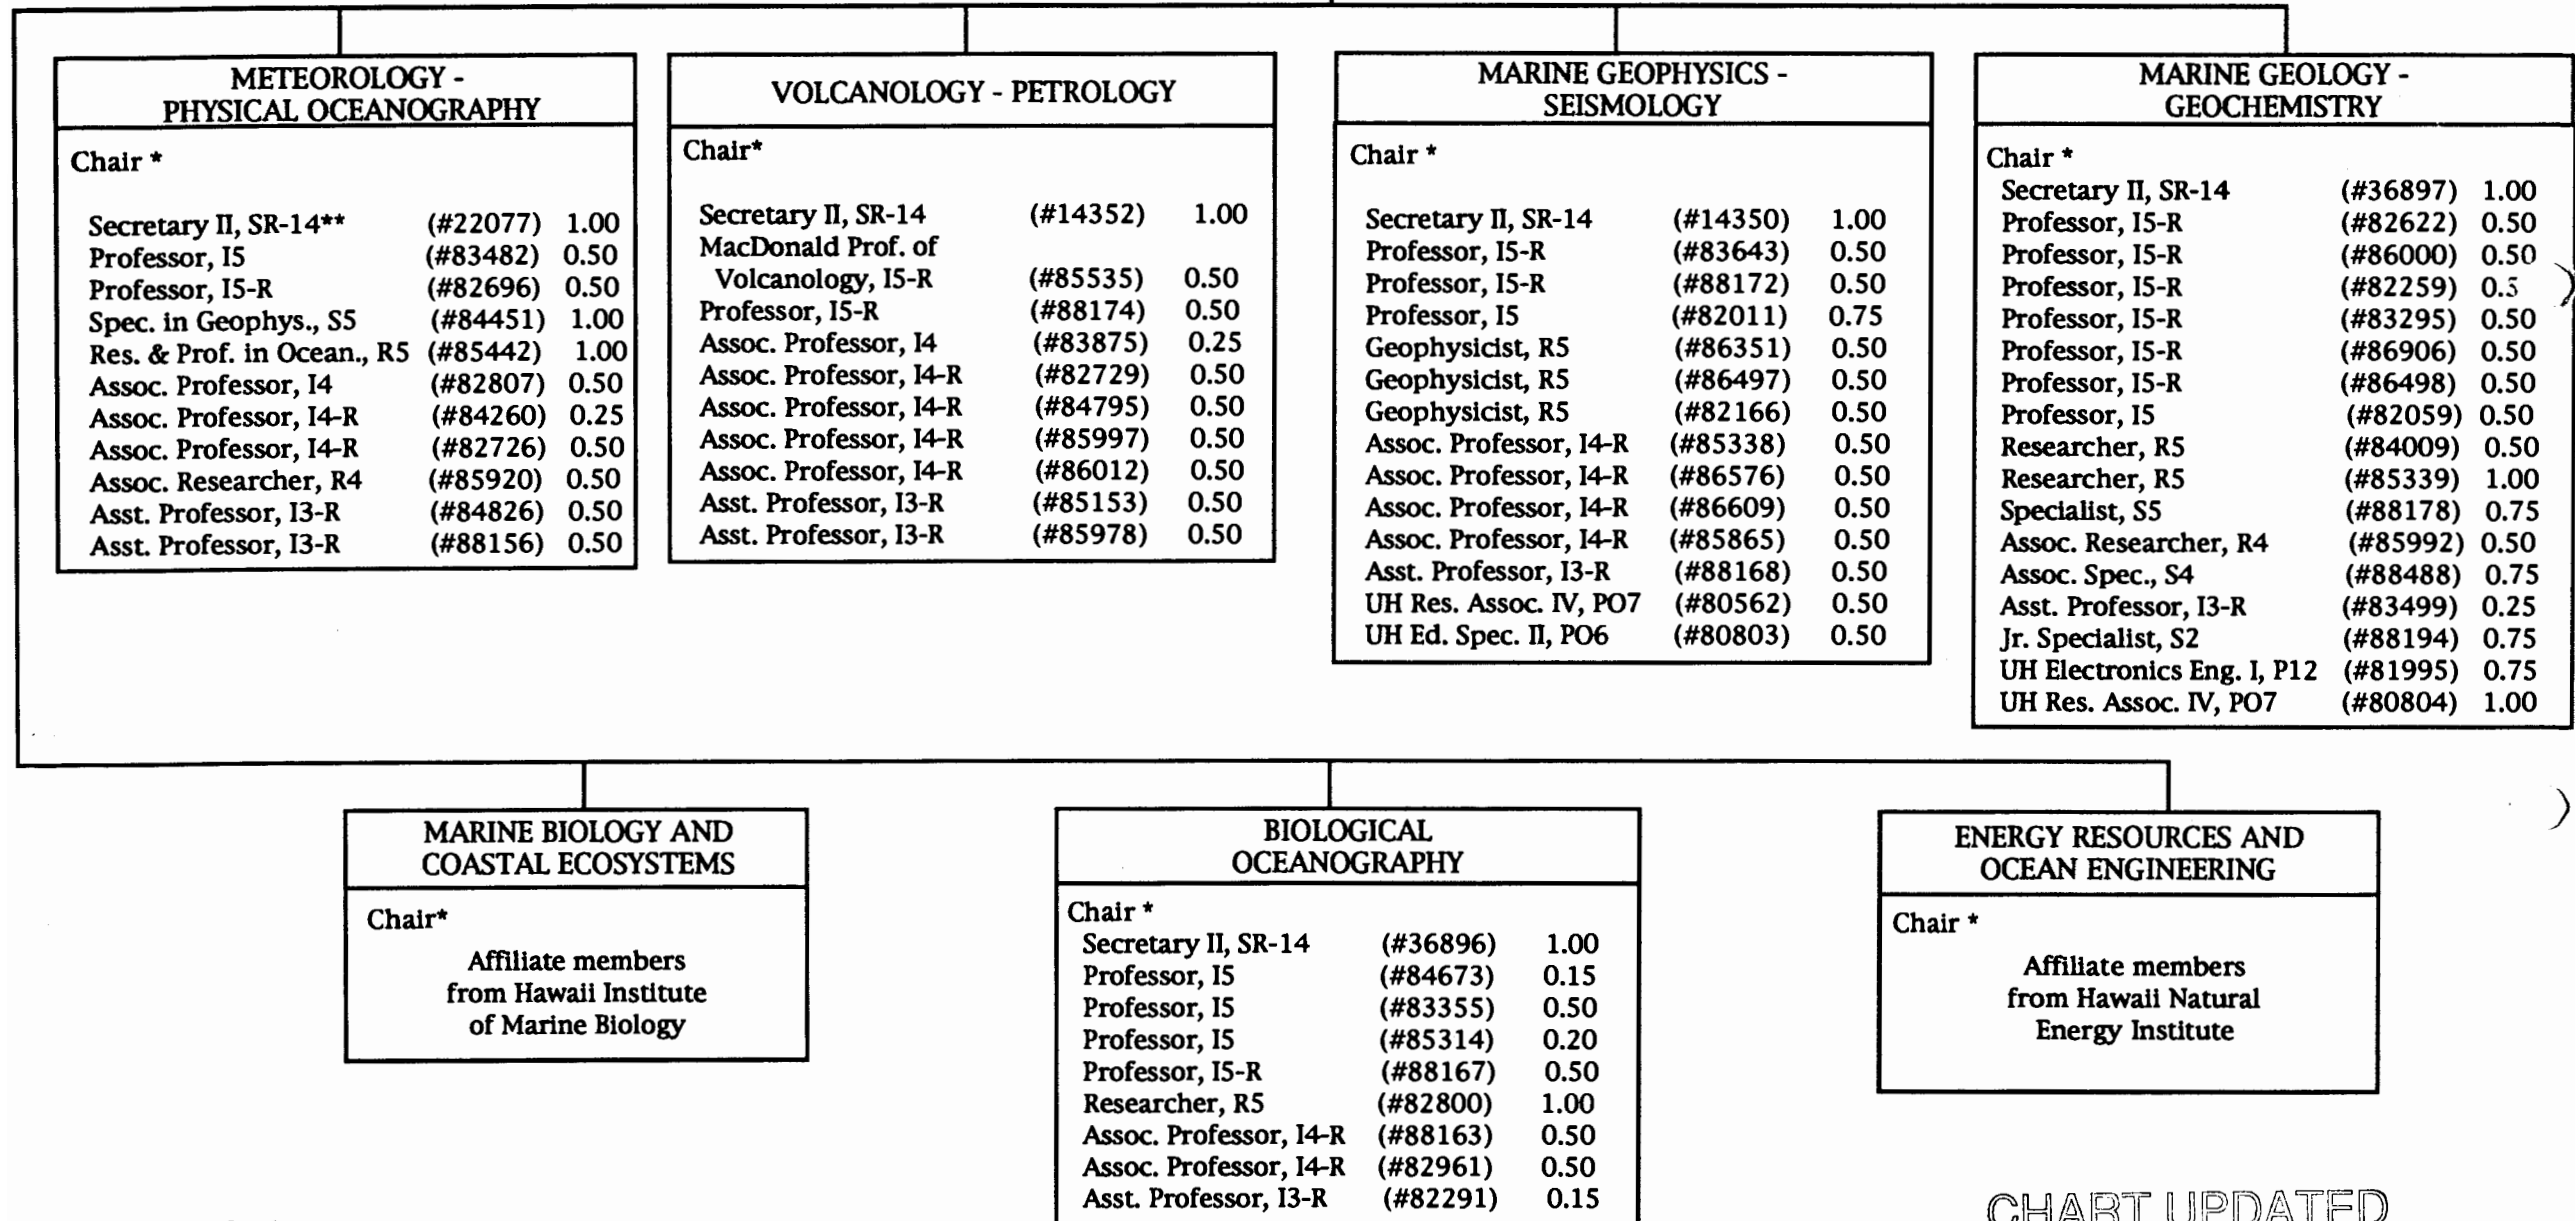 METEOROLOGY -
PHYSICAL OCEANOGRAPHY
Chair *
Secretary II, SR-14** (#22077) 1.00
Professor, I5 (#83482) 0.50
Professor, I5-R (#82696) 0.50
Spec. in Geophys., S5 (#84451) 1.00
Res. & Prof. in Ocean., R5 (#85442) 1.00
Assoc. Professor, I4 (#82807) 0.50
Assoc. Professor, I4-R (#84260) 0.25
Assoc. Professor, I4-R (#82726) 0.50
Assoc. Researcher, R4 (#85920) 0.50
Asst. Professor, I3-R (#84826) 0.50
Asst. Professor, I3-R (#88156) 0.50
VOLCANOLOGY - PETROLOGY
Chair*
Secretary II, SR-14 (#14352) 1.00
MacDonald Prof. of
Volcanology, I5-R (#85535) 0.50
Professor, I5-R (#88174) 0.50
Assoc. Professor, I4 (#83875) 0.25
Assoc. Professor, I4-R (#82729) 0.50
Assoc. Professor, I4-R (#84795) 0.50
Assoc. Professor, I4-R (#85997) 0.50
Assoc. Professor, I4-R (#86012) 0.50
Asst. Professor, I3-R (#85153) 0.50
Asst. Professor, I3-R (#85978) 0.50
MARINE GEOPHYSICS -
SEISMOLOGY
Chair *
Secretary II, SR-14 (#14350) 1.00
Professor, I5-R (#83643) 0.50
Professor, I5-R (#88172) 0.50
Professor, I5 (#82011) 0.75
Geophysicist, R5 (#86351) 0.50
Geophysicist, R5 (#86497) 0.50
Geophysicist, R5 (#82166) 0.50
Assoc. Professor, I4-R (#85338) 0.50
Assoc. Professor, I4-R (#86576) 0.50
Assoc. Professor, I4-R (#86609) 0.50
Assoc. Professor, I4-R (#85865) 0.50
Asst. Professor, I3-R (#88168) 0.50
UH Res. Assoc. IV, PO7 (#80562) 0.50
UH Ed. Spec. II, PO6 (#80803) 0.50
MARINE GEOLOGY -
GEOCHEMISTRY
Chair *
Secretary II, SR-14 (#36897) 1.00
Professor, I5-R (#82622) 0.50
Professor, I5-R (#86000) 0.50
Professor, I5-R (#82259) 0.5
Professor, I5-R (#83295) 0.50
Professor, I5-R (#86906) 0.50
Professor, I5-R (#86498) 0.50
Professor, I5 (#82059) 0.50
Researcher, R5 (#84009) 0.50
Researcher, R5 (#85339) 1.00
Specialist, S5 (#88178) 0.75
Assoc. Researcher, R4 (#85992) 0.50
Assoc. Spec., S4 (#88488) 0.75
Asst. Professor, I3-R (#83499) 0.25
Jr. Specialist, S2 (#88194) 0.75
UH Electronics Eng. I, P12 (#81995) 0.75
UH Res. Assoc. IV, PO7 (#80804) 1.00
MARINE BIOLOGY AND
COASTAL ECOSYSTEMS
Chair*
Affiliate members
from Hawaii Institute
of Marine Biology
BIOLOGICAL
OCEANOGRAPHY
Chair *
Secretary II, SR-14 (#36896) 1.00
Professor, I5 (#84673) 0.15
Professor, I5 (#83355) 0.50
Professor, I5 (#85314) 0.20
Professor, I5-R (#88167) 0.50
Researcher, R5 (#82800) 1.00
Assoc. Professor, I4-R (#88163) 0.50
Assoc. Professor, I4-R (#82961) 0.50
Asst. Professor, I3-R (#82291) 0.15
ENERGY RESOURCES AND
OCEAN ENGINEERING
Chair *
Affiliate members
from Hawaii Natural
Energy Institute
CHART UPDATED